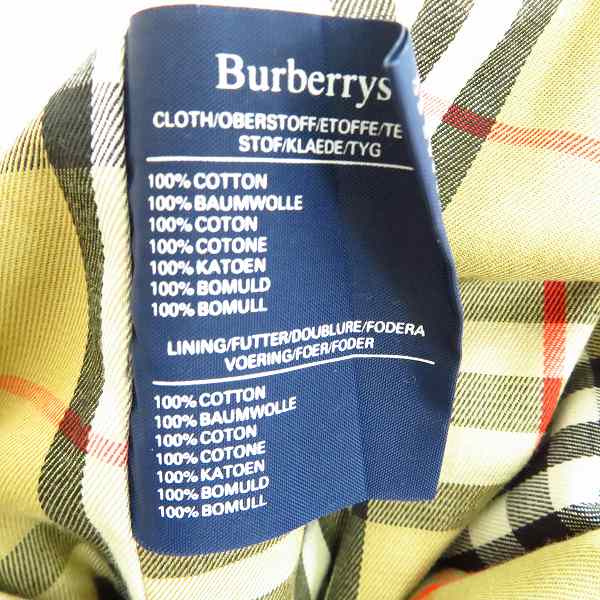 Burberrys
CLOTH/OBERSTOFF/ETOFFE/TE
STOF/KLAEDE/TYG
100% COTTON
100% BAUMWOLLE
100% COTON
100% COTONE
100% KATOEN
100% BOMULD
100% BOMULL
LINING/FUTTER/DOUBLURE/FODERA
VOERING/FOER/FODER
100% COTTON
100% BAUMWOLLE
100% COTON
100% COTONE
100% KATOEN
100% BOMULD
100% BOMULL